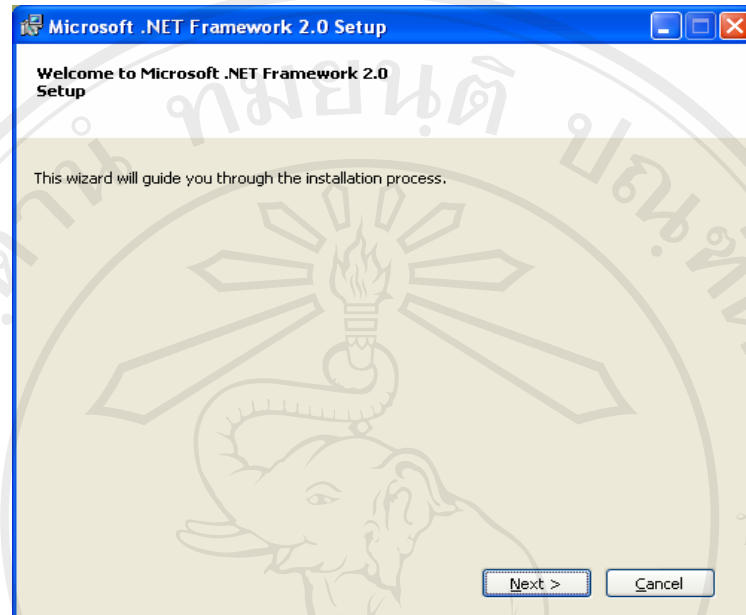 Microsoft .NET Framework 2.0 Setup
Welcome to Microsoft .NET Framework 2.0
Setup
This wizard will guide you through the installation process.
Next >
Cancel